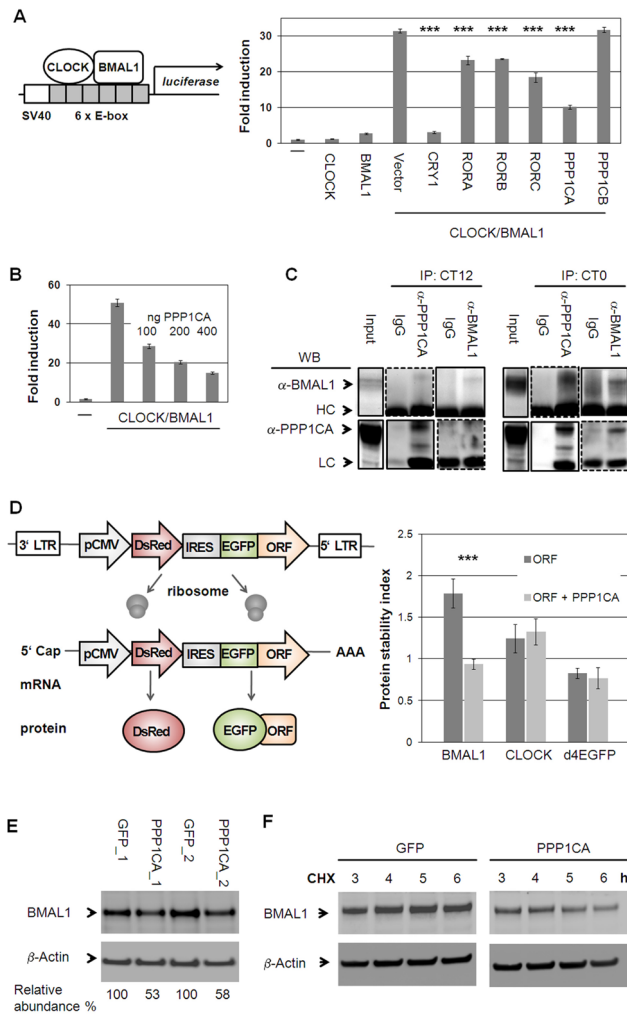 A
CLOCK BMAL1
luciferase
SV40 6 x E-box
Fold induction
30
20
10
0
*** *** *** *** ***
—
CLOCK
BMAL1
Vector
CRY1
RORA
RORB
RORC
PPP1CA
PPP1CB
CLOCK/BMAL1
B
Fold induction
60
40
20
0
ng PPP1CA
100 200 400
—
CLOCK/BMAL1
C
IP: CT12 IP: CT0
Input
IgG
α-PPP1CA
IgG
α-BMAL1
Input
IgG
α-PPP1CA
IgG
α-BMAL1
WB
α-BMAL1
HC
α-PPP1CA
LC
D
3‘ LTR pCMV DsRed IRES EGFP ORF 5‘ LTR
ribosome
5‘ Cap pCMV DsRed IRES EGFP ORF AAA
mRNA
protein DsRed EGFP ORF
Protein stability index
2.5
2
1.5
1
0.5
0
***
ORF
ORF + PPP1CA
BMAL1 CLOCK d4EGFP
E
GFP_1
PPP1CA_1
GFP_2
PPP1CA_2
BMAL1
β-Actin
Relative
abundance %
100 53 100 58
F
GFP PPP1CA
CHX 3 4 5 6 3 4 5 6 h
BMAL1
β-Actin